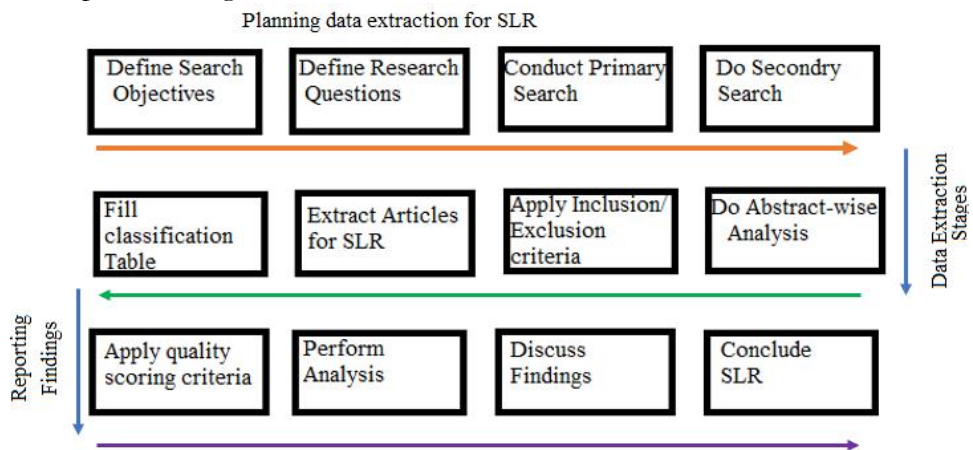 Planning data extraction for SLR
Define Search
Objectives
Define Research
Questions
Conduct Primary
Search
Do Secondry
Search
Data Extraction
Stages
Fill
classification
Table
Extract Articles
for SLR
Apply Inclusion/
Exclusion
criteria
Do Abstract-wise
Analysis
Reporting
Findings
Apply quality
scoring criteria
Perform
Analysis
Discuss
Findings
Conclude
SLR